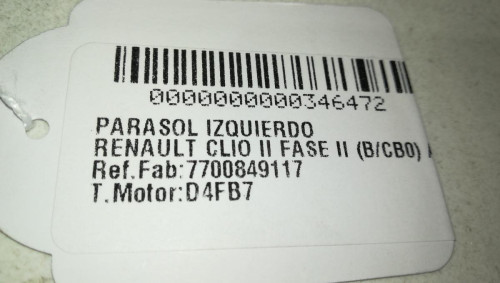 0000000000346472
PARASOL IZQUIERDO
RENAULT CLIO II FASE II (B/CB0) A
Ref.Fab:7700849117
T.Motor:D4FB7